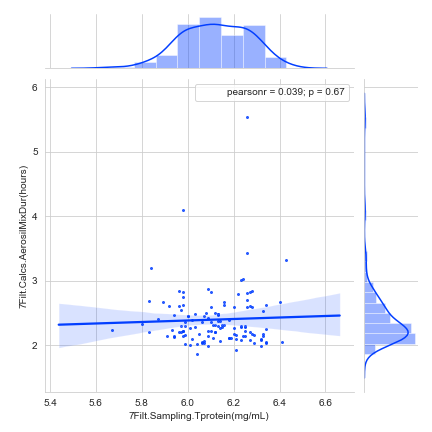 pearsonr = 0.039; p = 0.67
6
5
4
3
2
7Filt.Calcs.AerosilMixDur(hours)
5.4 5.6 5.8 6.0 6.2 6.4 6.6
7Filt.Sampling.Tprotein(mg/mL)